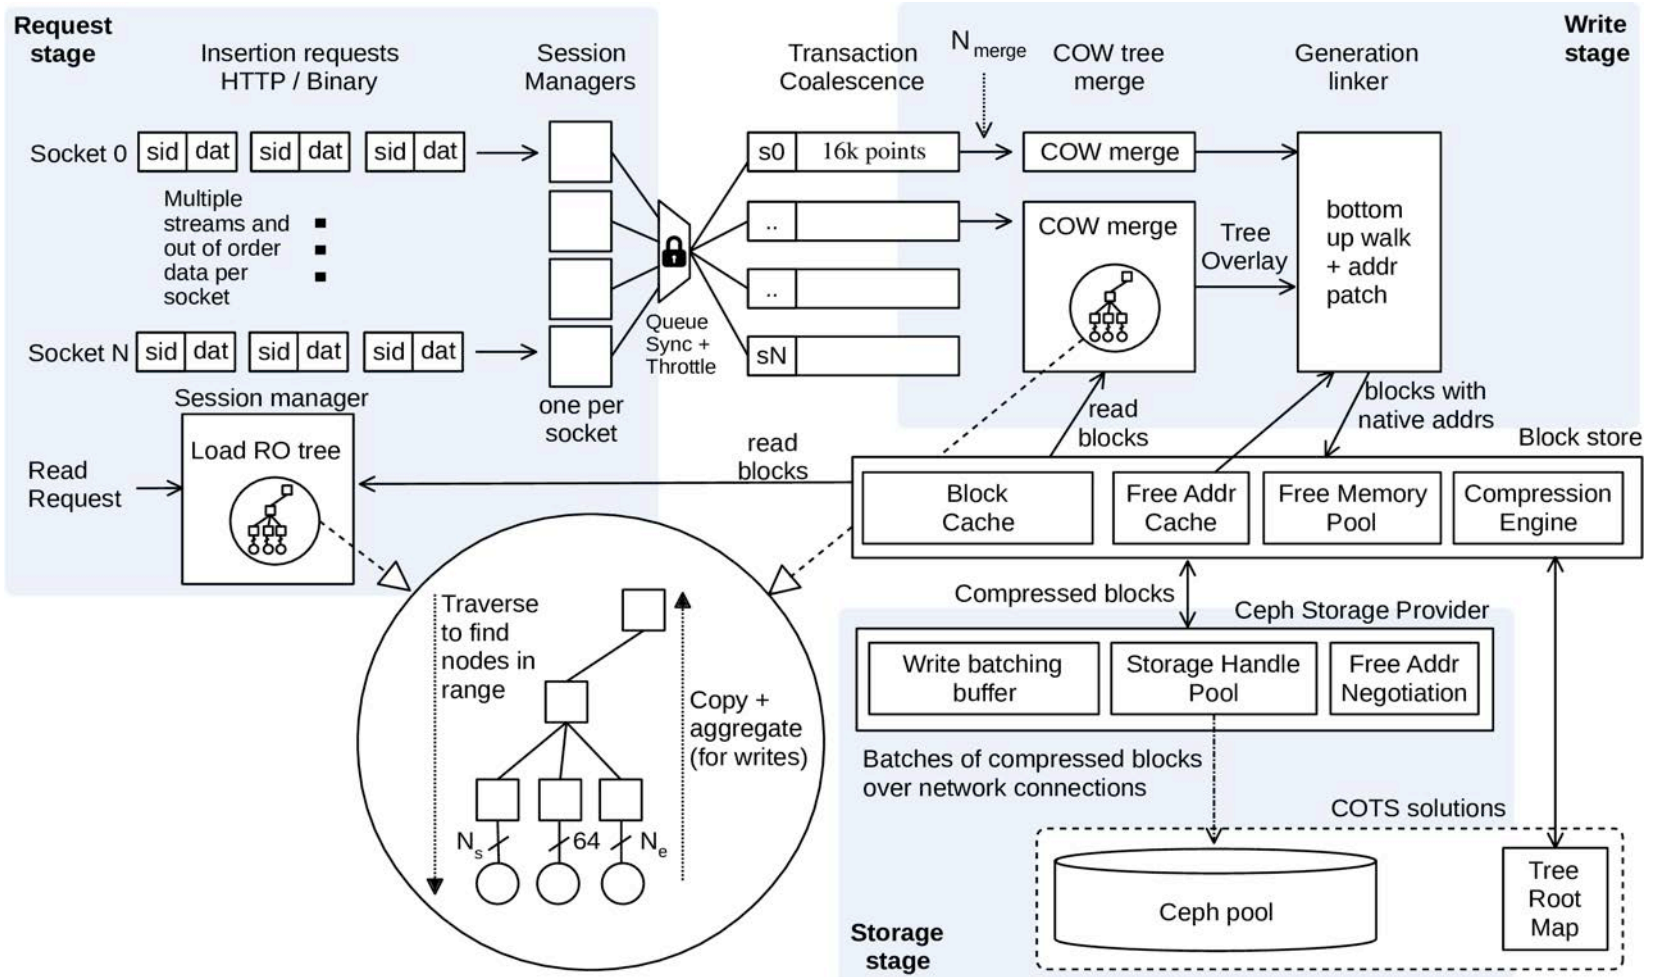 Request
stage
Insertion requests
HTTP / Binary
Session
Managers
Transaction
Coalescence
N merge
COW tree
merge
Generation
linker
Write
stage
Socket 0
sid dat
sid dat
sid dat
s0 16k points
COW merge
Multiple
streams and
out of order
data per
socket
..
COW merge
Tree
Overlay
bottom
up walk
+ addr
patch
..
Queue
Sync +
Throttle
Socket N
sid dat
sid dat
sid dat
sN
one per
socket
Session manager
Load RO tree
Read
Request
read
blocks
read
blocks
blocks with
native addrs
Block store
Block
Cache
Free Addr
Cache
Free Memory
Pool
Compression
Engine
Traverse
to find
nodes in
range
Copy +
aggregate
(for writes)
Ns
64
Ne
Compressed blocks
Ceph Storage Provider
Write batching
buffer
Storage Handle
Pool
Free Addr
Negotiation
Batches of compressed blocks
over network connections
COTS solutions
Ceph pool
Tree
Root
Map
Storage
stage